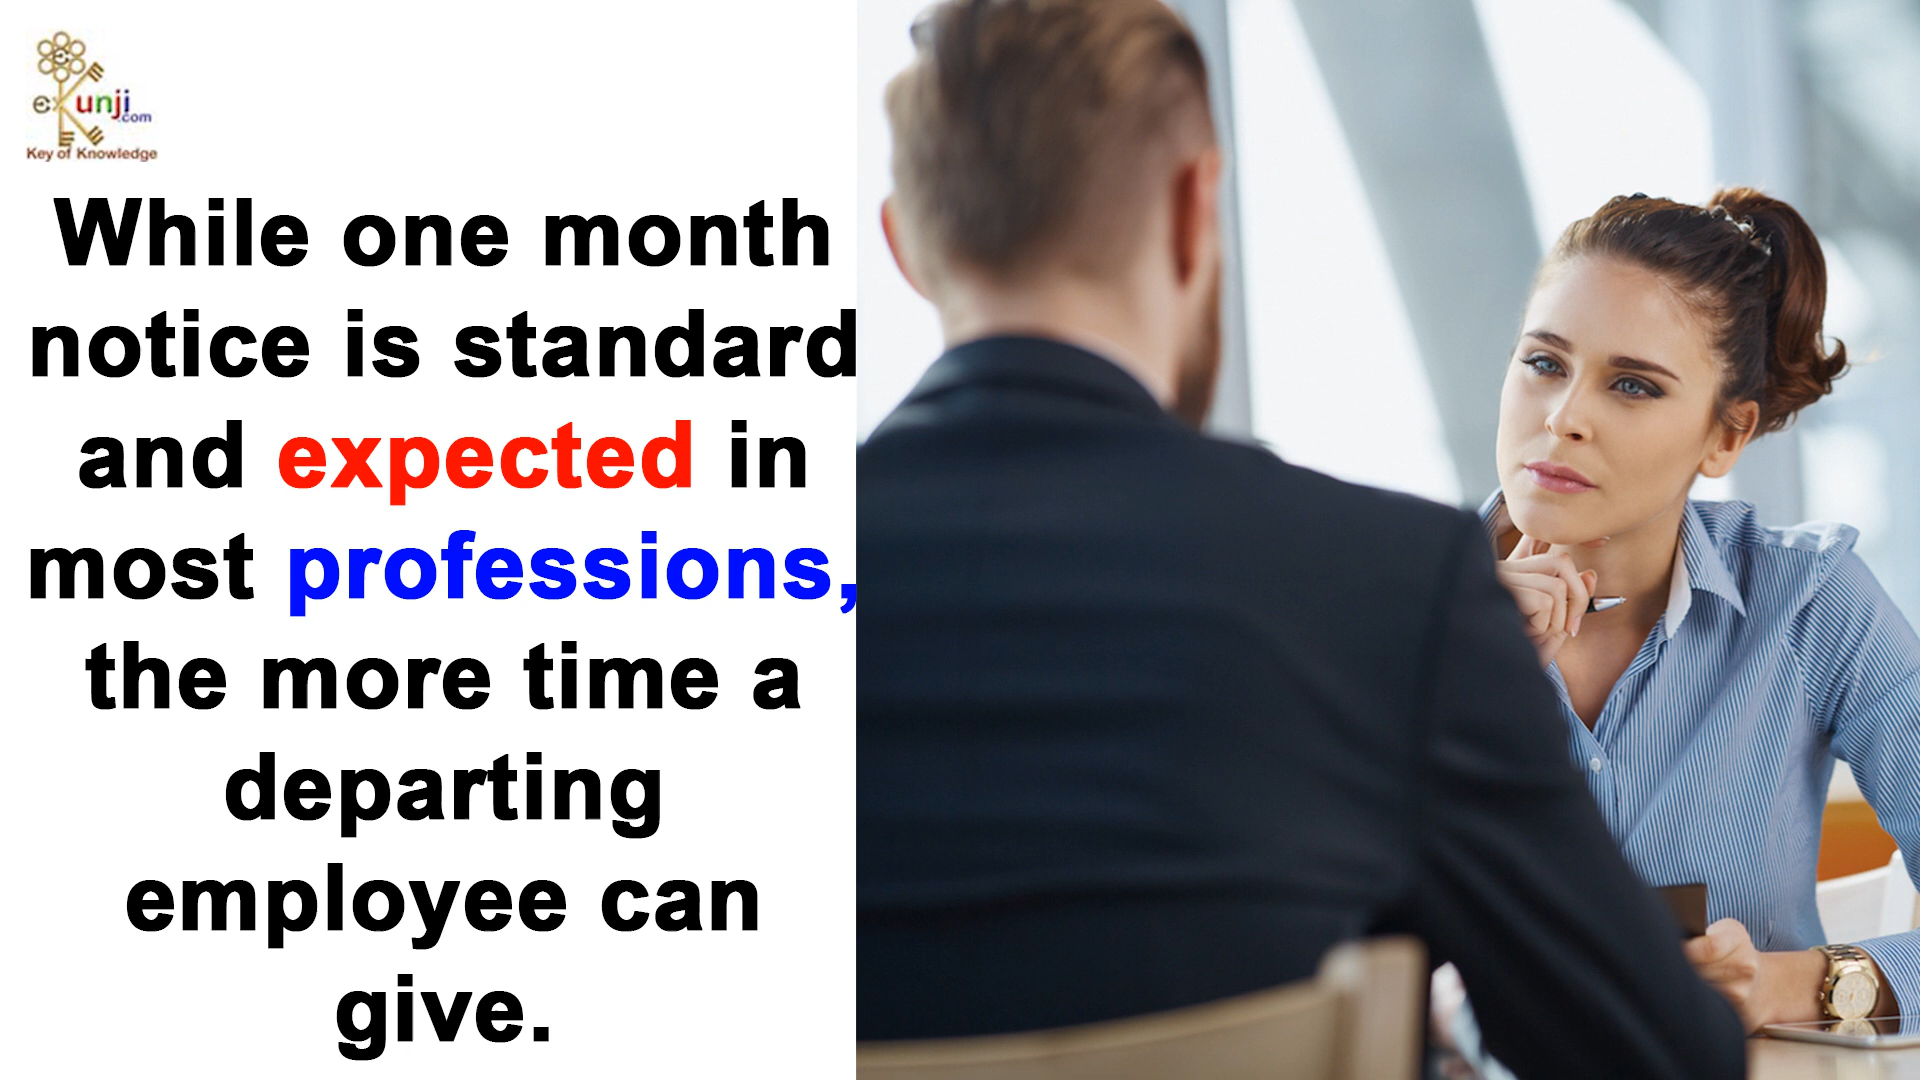 eKunji
.com
Key of Knowledge
While one month
notice is standard
and expected in
most professions,
the more time a
departing
employee can
give.